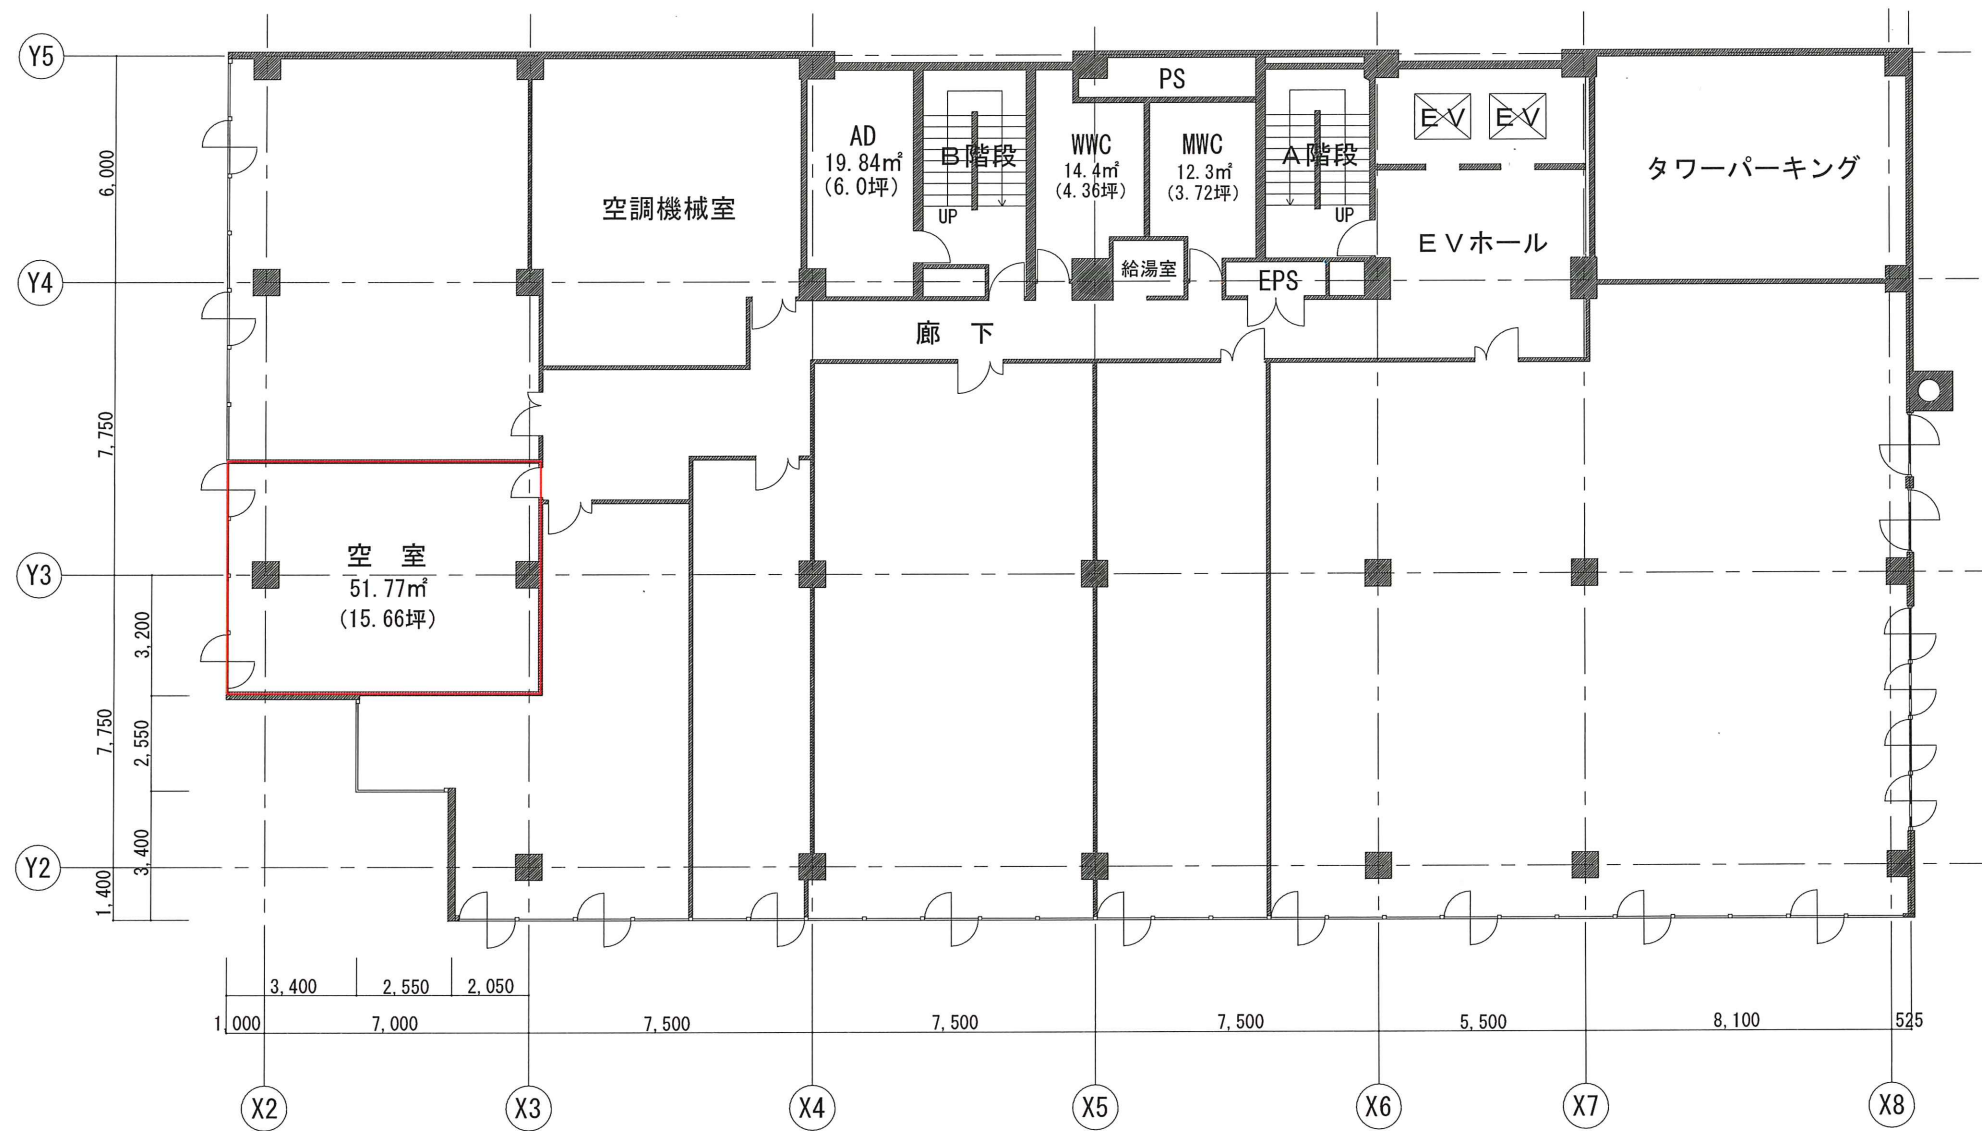 Y5
6,000
Y4
7,750
Y3
3,200
7,750
2,550
3,400
Y2
1,400
空調機械室
AD
19.84㎡
(6.0坪)
B階段
UP
WWC
14.4㎡
(4.36坪)
PS
MWC
12.3㎡
(3.72坪)
A階段
UP
EV
EV
EVホール
タワーパーキング
給湯室
EPS
廊 下
空 室
51.77㎡
(15.66坪)
3,400
2,550
2,050
1,000
7,000
7,500
7,500
7,500
5,500
8,100
525
X2
X3
X4
X5
X6
X7
X8